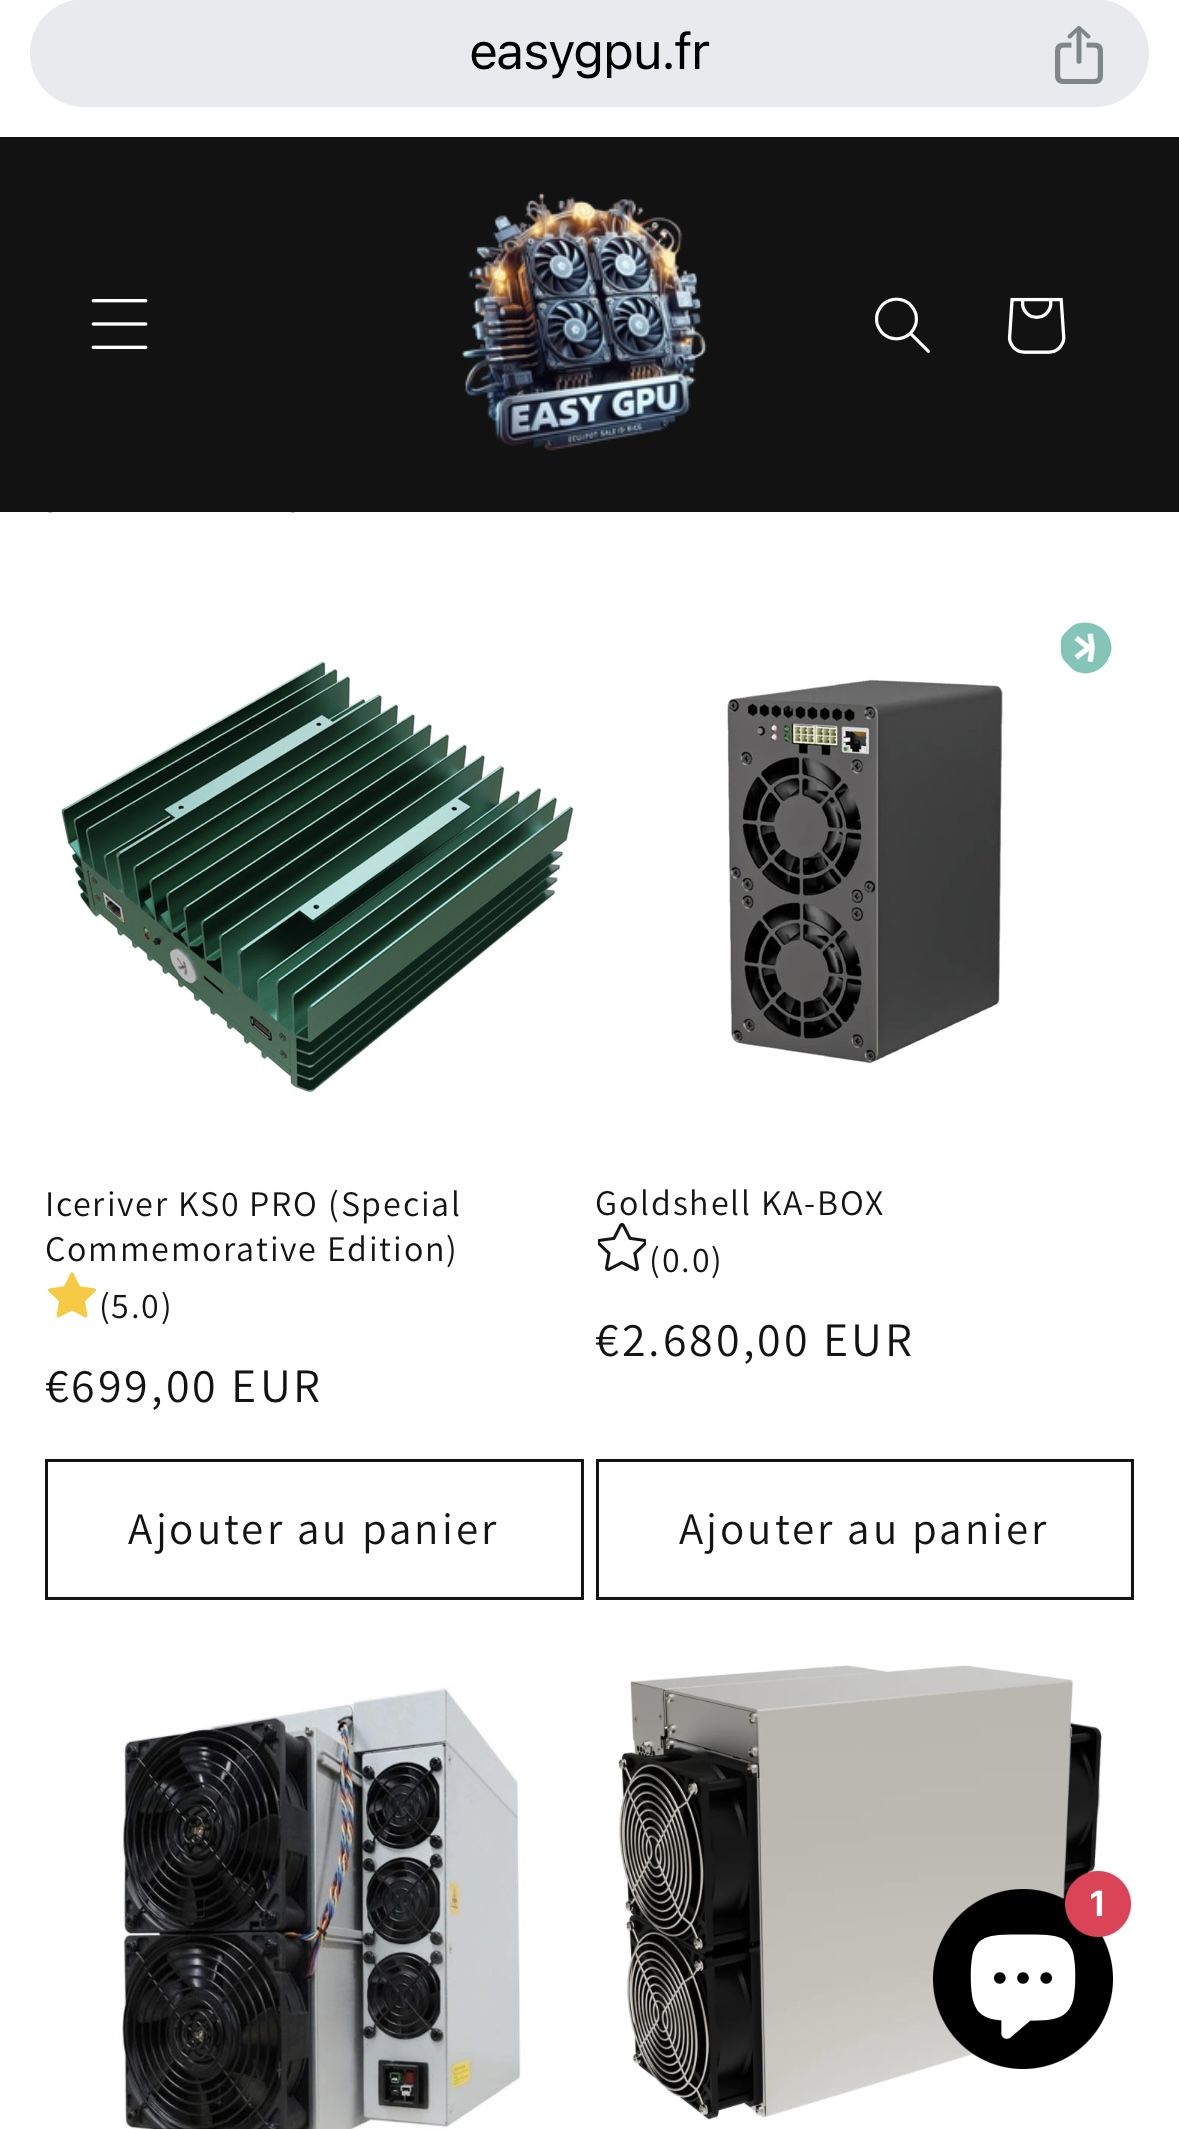 easygpu.fr
EASY GPU
Iceriver KS0 PRO (Special
Commemorative Edition)
(5.0)
€699,00 EUR
Ajouter au panier
Goldshell KA-BOX
(0.0)
€2.680,00 EUR
Ajouter au panier
1